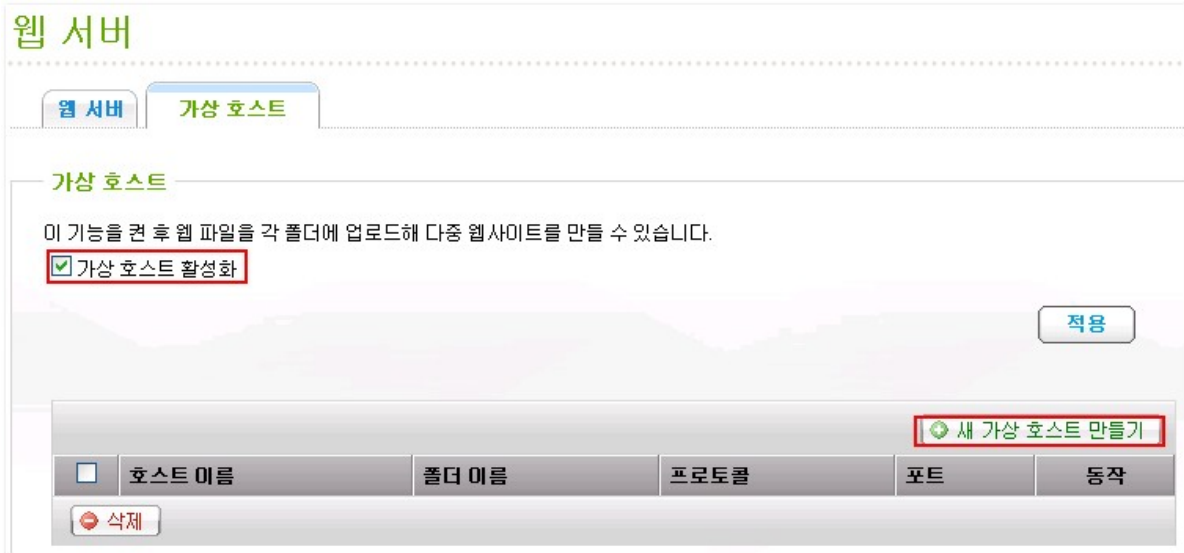 웹 서버
웹 서버 가상 호스트
가상 호스트
이 기능을 켠 후 웹 파일을 각 폴더에 업로드해 다중 웹사이트를 만들 수 있습니다.
가상 호스트 활성화
적용
새 가상 호스트 만들기
호스트 이름 폴더 이름 프로토콜 포트 동작
삭제